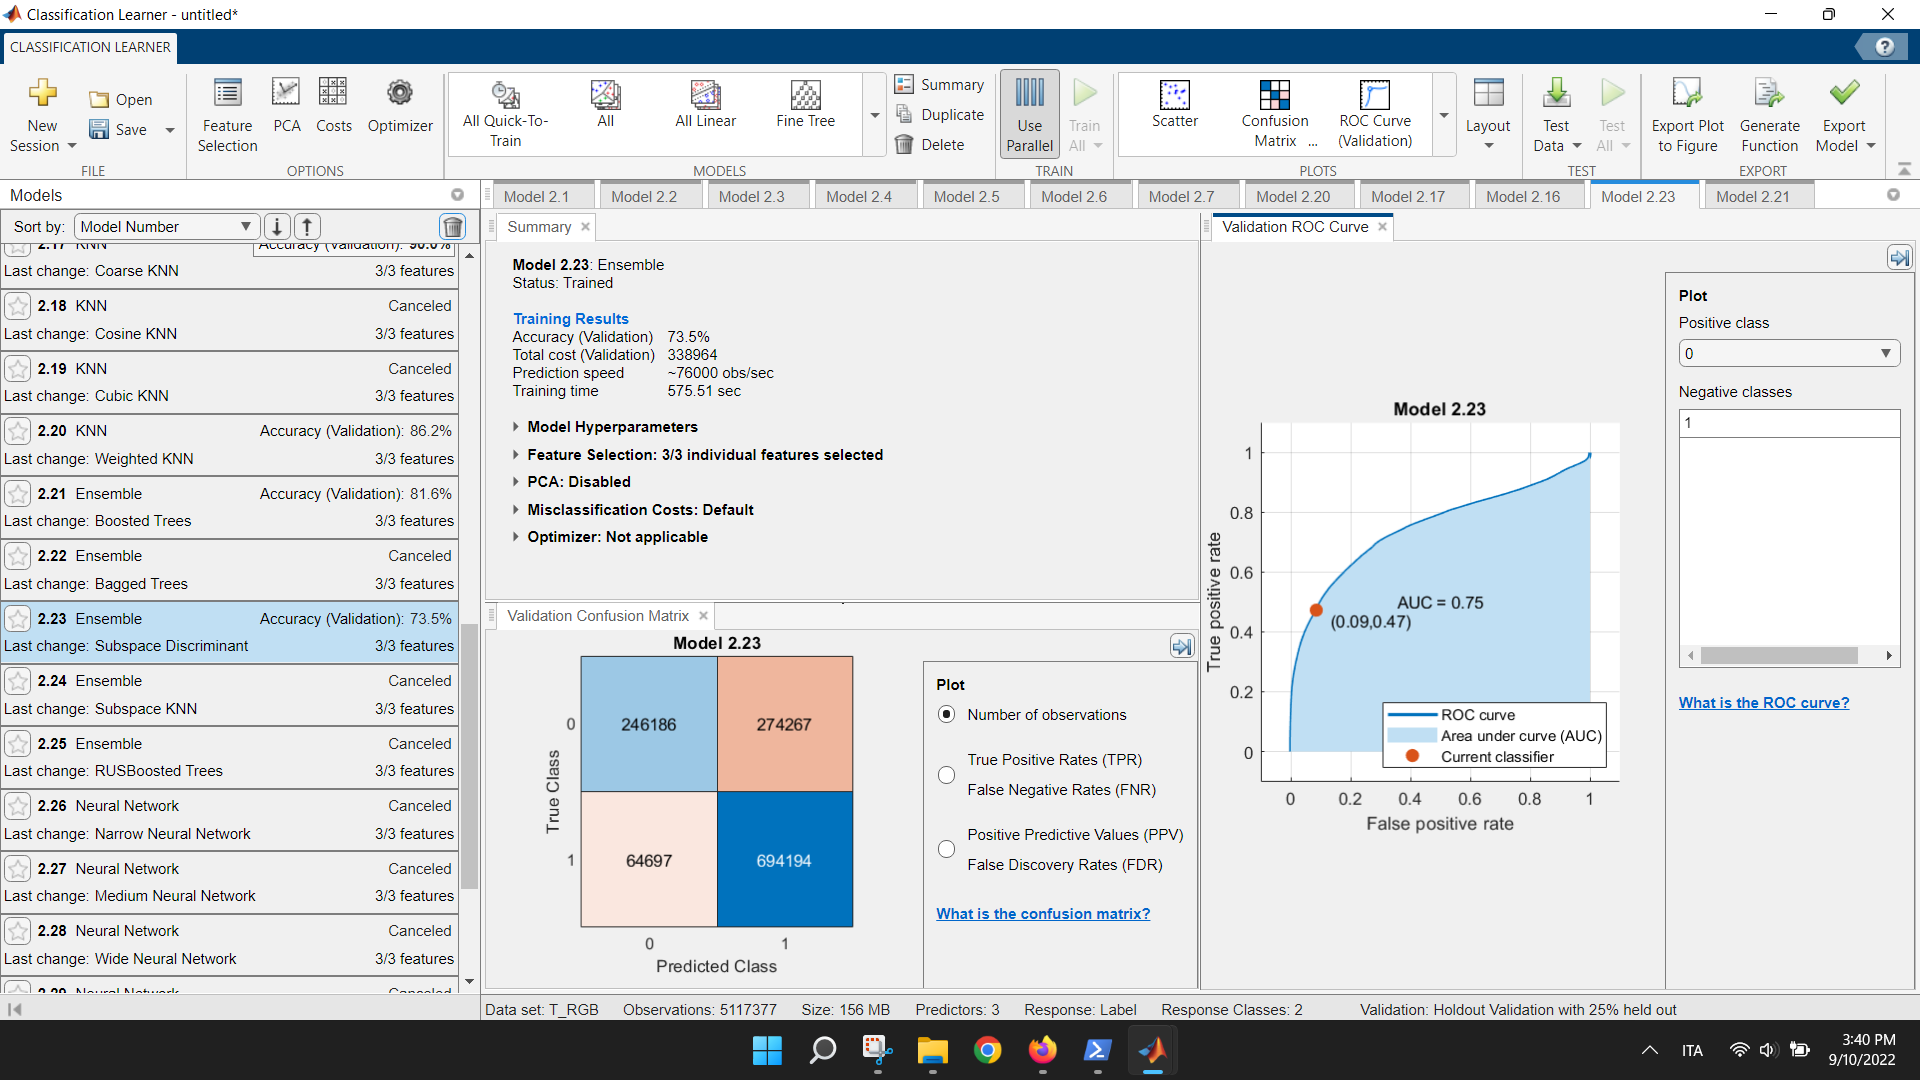 Classification Learner - untitled*
CLASSIFICATION LEARNER
New Session
Open
Save
FILE
Feature Selection
PCA
Costs
Optimizer
OPTIONS
All Quick-To-Train
All
All Linear
Fine Tree
Summary
Duplicate
Delete
MODELS
Use Parallel
Train All
TRAIN
Scatter
Confusion Matrix ...
ROC Curve (Validation)
PLOTS
Layout
Test Data
Test All
TEST
Export Plot to Figure
Generate Function
Export Model
EXPORT
Models
Sort by: Model Number
2.17 KNN Accuracy (Validation): 90.6%
Last change: Coarse KNN 3/3 features
2.18 KNN Canceled
Last change: Cosine KNN 3/3 features
2.19 KNN Canceled
Last change: Cubic KNN 3/3 features
2.20 KNN Accuracy (Validation): 86.2%
Last change: Weighted KNN 3/3 features
2.21 Ensemble Accuracy (Validation): 81.6%
Last change: Boosted Trees 3/3 features
2.22 Ensemble Canceled
Last change: Bagged Trees 3/3 features
2.23 Ensemble Accuracy (Validation): 73.5%
Last change: Subspace Discriminant 3/3 features
2.24 Ensemble Canceled
Last change: Subspace KNN 3/3 features
2.25 Ensemble Canceled
Last change: RUSBoosted Trees 3/3 features
2.26 Neural Network Canceled
Last change: Narrow Neural Network 3/3 features
2.27 Neural Network Canceled
Last change: Medium Neural Network 3/3 features
2.28 Neural Network Canceled
Last change: Wide Neural Network 3/3 features
2.29 Neural Network Canceled
Model 2.1 Model 2.2 Model 2.3 Model 2.4 Model 2.5 Model 2.6 Model 2.7 Model 2.20 Model 2.17 Model 2.16 Model 2.23 Model 2.21
Summary
Model 2.23: Ensemble
Status: Trained
Training Results
Accuracy (Validation) 73.5%
Total cost (Validation) 338964
Prediction speed ~76000 obs/sec
Training time 575.51 sec
Model Hyperparameters
Feature Selection: 3/3 individual features selected
PCA: Disabled
Misclassification Costs: Default
Optimizer: Not applicable
Validation Confusion Matrix
Model 2.23
True Class
0
246186 274267
1
64697 694194
0 1
Predicted Class
Plot
Number of observations
True Positive Rates (TPR)
False Negative Rates (FNR)
Positive Predictive Values (PPV)
False Discovery Rates (FDR)
What is the confusion matrix?
Validation ROC Curve
Model 2.23
True positive rate
1
0.8
0.6
0.4
0.2
0
AUC = 0.75
(0.09,0.47)
ROC curve
Area under curve (AUC)
Current classifier
0 0.2 0.4 0.6 0.8 1
False positive rate
Plot
Positive class
0
Negative classes
1
What is the ROC curve?
Data set: T_RGB Observations: 5117377 Size: 156 MB Predictors: 3 Response: Label Response Classes: 2 Validation: Holdout Validation with 25% held out
ITA
3:40 PM
9/10/2022